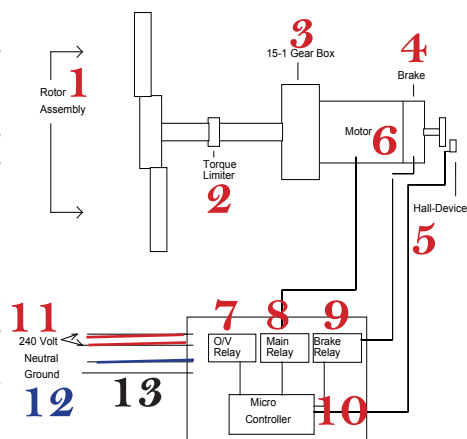 3
15-1 Gear Box
4
Brake
1
Rotor
Assembly
Motor
6
Torque
Limiter
2
Hall-Device
5
11
240 Volt
Neutral
Ground
12
13
7
8
9
O/V
Relay
Main
Relay
Brake
Relay
10
Micro
Controller